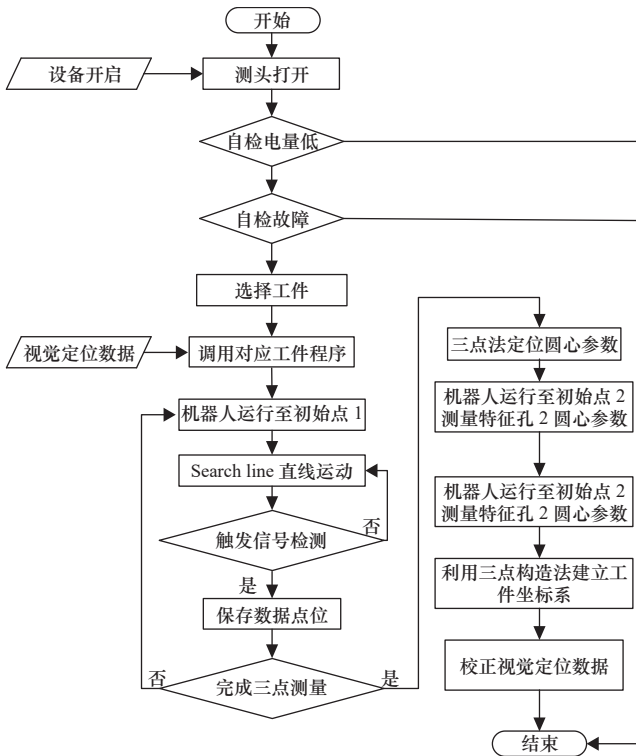 开始
设备开启
测头打开
自检电量低
自检故障
选择工件
视觉定位数据
调用对应工件程序
机器人运行至初始点 1
Search line 直线运动
触发信号检测
否
是
保存数据点位
否
完成三点测量
是
三点法定位圆心参数
机器人运行至初始点 2
测量特征孔 2 圆心参数
机器人运行至初始点 2
测量特征孔 2 圆心参数
利用三点构造法建立工
件坐标系
校正视觉定位数据
结束